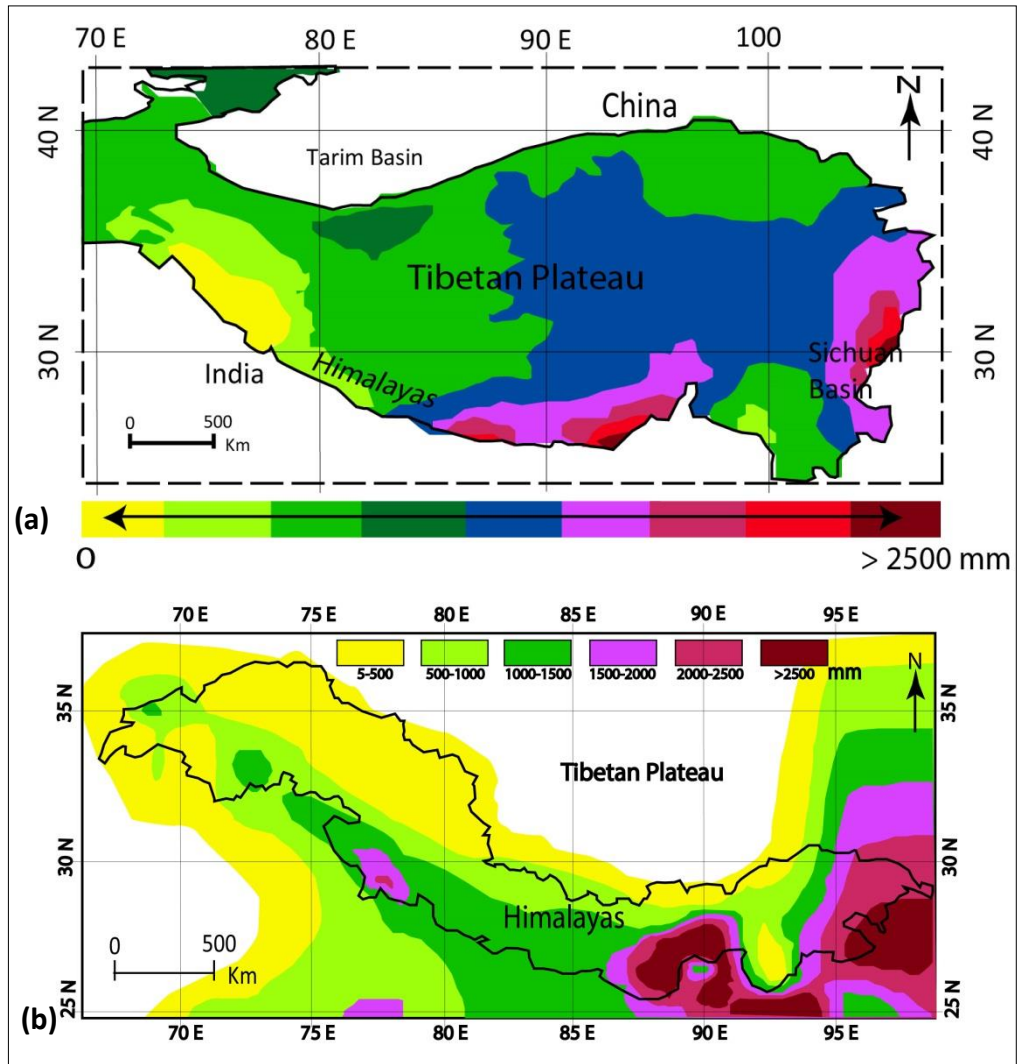 70 E 80 E 90 E 100
40 N 40 N
China
Z
Tarim Basin
Tibetan Plateau
30 N 30 N
Sichuan
Basin
India
Himalayas
0 500
Km
(a)
0 > 2500 mm
70 E 75 E 80 E 85 E 90 E 95 E
5-500 500-1000 1000-1500 1500-2000 2000-2500 >2500 mm
N
35 N 35 N
Tibetan Plateau
30 N 30 N
Himalayas
0 500
Km
25 N 25 N
(b)
70 E 75 E 80 E 85 E 90 E 95 E